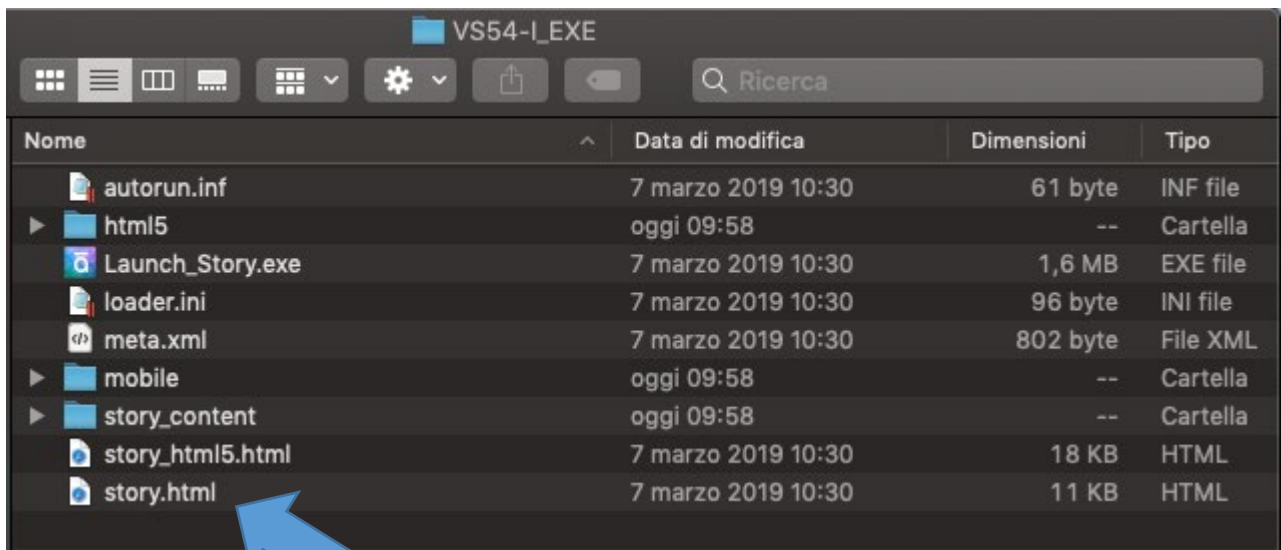 VS54-I_EXE
Ricerca
Nome Data di modifica Dimensioni Tipo
autorun.inf 7 marzo 2019 10:30 61 byte INF file
html5 oggi 09:58 -- Cartella
Launch_Story.exe 7 marzo 2019 10:30 1,6 MB EXE file
loader.ini 7 marzo 2019 10:30 96 byte INI file
meta.xml 7 marzo 2019 10:30 802 byte File XML
mobile oggi 09:58 -- Cartella
story_content oggi 09:58 -- Cartella
story_html5.html 7 marzo 2019 10:30 18 KB HTML
story.html 7 marzo 2019 10:30 11 KB HTML